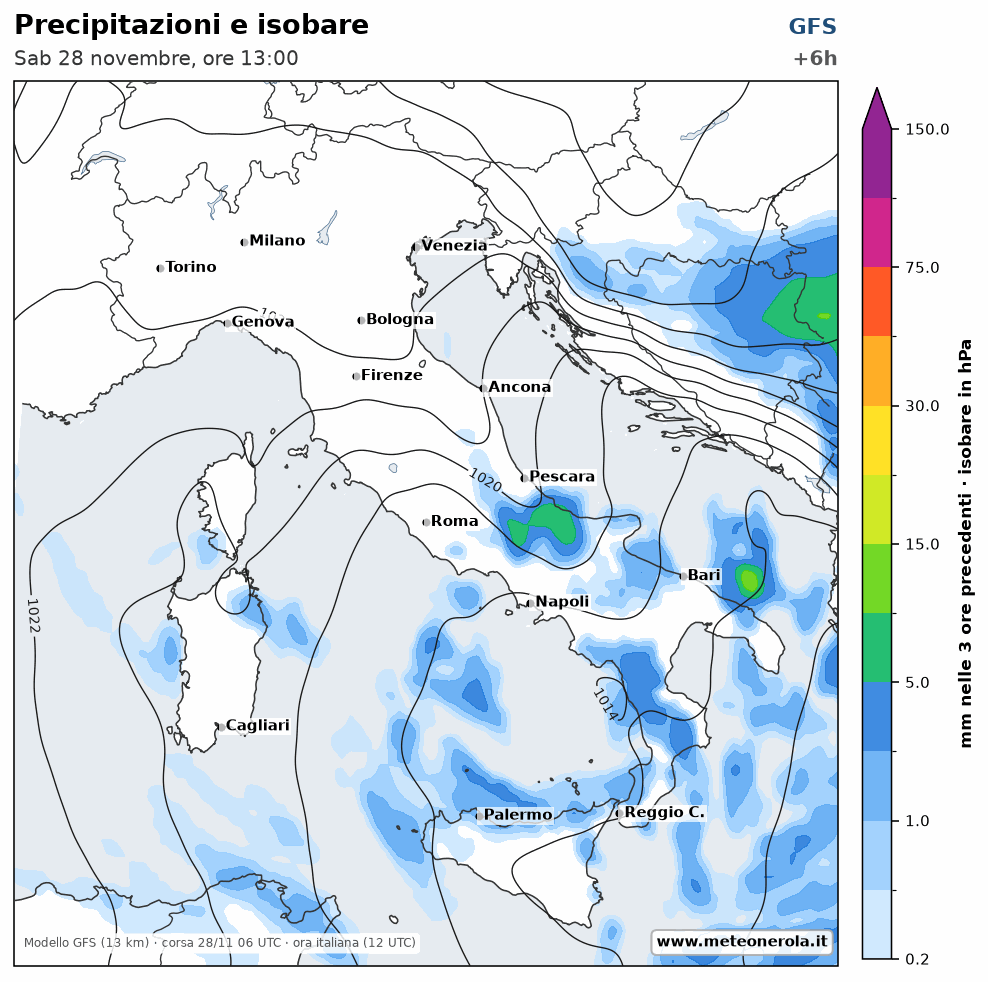 Precipitazioni e isobare
GFS
Sab 28 novembre, ore 13:00
+6h
150.0
75.0
30.0
15.0
5.0
1.0
0.2
mm nelle 3 ore precedenti · isobare in hPa
Milano
Venezia
Torino
Genova
Bologna
Firenze
Ancona
1020
Pescara
Roma
Bari
Napoli
1022
1014
Cagliari
Palermo
Reggio C.
Modello GFS (13 km) · corsa 28/11 06 UTC · ora italiana (12 UTC)
www.meteonerola.it